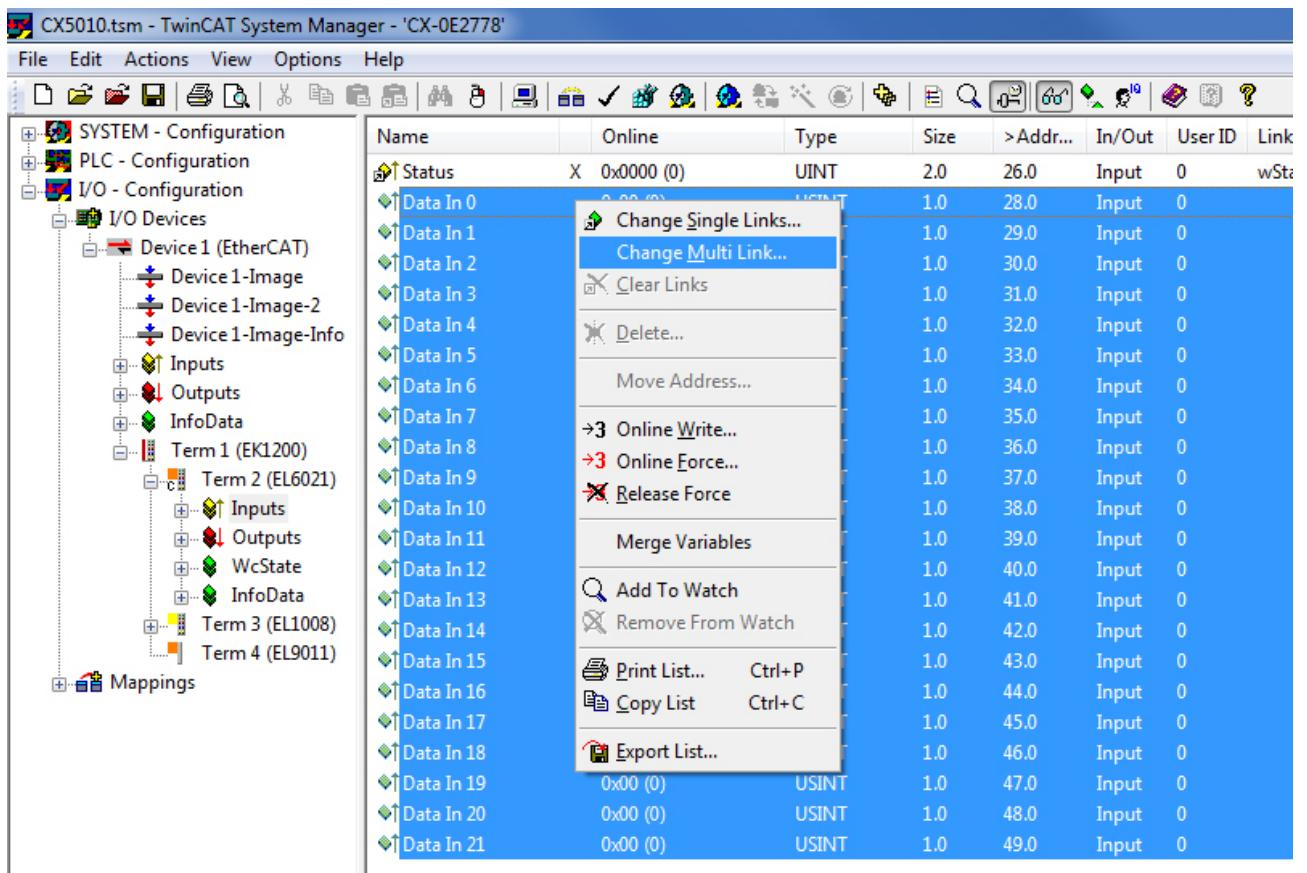 CX5010.tsm - TwinCAT System Manager - 'CX-0E2778'
File Edit Actions View Options Help
SYSTEM - Configuration
PLC - Configuration
I/O - Configuration
I/O Devices
Device 1 (EtherCAT)
Device 1-Image
Device 1-Image-2
Device 1-Image-Info
Inputs
Outputs
InfoData
Term 1 (EK1200)
Term 2 (EL6021)
Inputs
Outputs
WcState
InfoData
Term 3 (EL1008)
Term 4 (EL9011)
Mappings
Name Online Type Size >Addr... In/Out User ID Link
Status X 0x0000 (0) UINT 2.0 26.0 Input 0 wSta
Data In 0 0x00 (0) USINT 1.0 28.0 Input 0
Data In 1 1.0 29.0 Input 0
Data In 2 1.0 30.0 Input 0
Data In 3 1.0 31.0 Input 0
Data In 4 1.0 32.0 Input 0
Data In 5 1.0 33.0 Input 0
Data In 6 1.0 34.0 Input 0
Data In 7 1.0 35.0 Input 0
Data In 8 1.0 36.0 Input 0
Data In 9 1.0 37.0 Input 0
Data In 10 1.0 38.0 Input 0
Data In 11 1.0 39.0 Input 0
Data In 12 1.0 40.0 Input 0
Data In 13 1.0 41.0 Input 0
Data In 14 1.0 42.0 Input 0
Data In 15 1.0 43.0 Input 0
Data In 16 1.0 44.0 Input 0
Data In 17 1.0 45.0 Input 0
Data In 18 1.0 46.0 Input 0
Data In 19 0x00 (0) USINT 1.0 47.0 Input 0
Data In 20 0x00 (0) USINT 1.0 48.0 Input 0
Data In 21 0x00 (0) USINT 1.0 49.0 Input 0
Change Single Links...
Change Multi Link...
Clear Links
Delete...
Move Address...
Online Write...
Online Force...
Release Force
Merge Variables
Add To Watch
Remove From Watch
Print List... Ctrl+P
Copy List Ctrl+C
Export List...